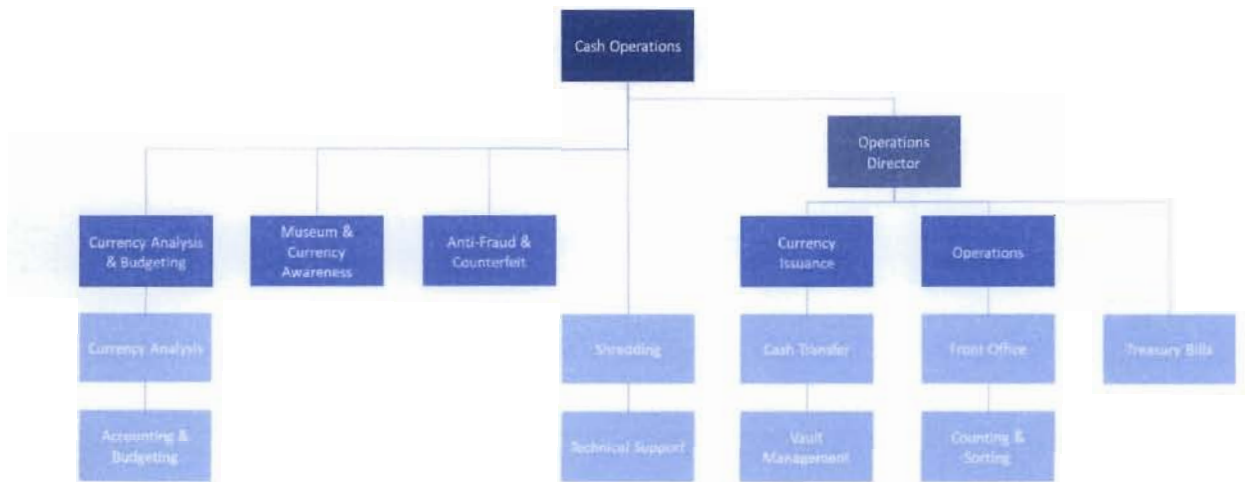 Cash Operations
Operations
Director
Currency Analysis
& Budgeting
Museum &
Currency
Awareness
Anti-Fraud &
Counterfeit
Currency
Issuance
Operations
Currency Analysis
Shredding
Cash Transfer
Front Office
Treasury Bills
Accounting &
Budgeting
Technical Support
Vault
Management
Counting &
Sorting